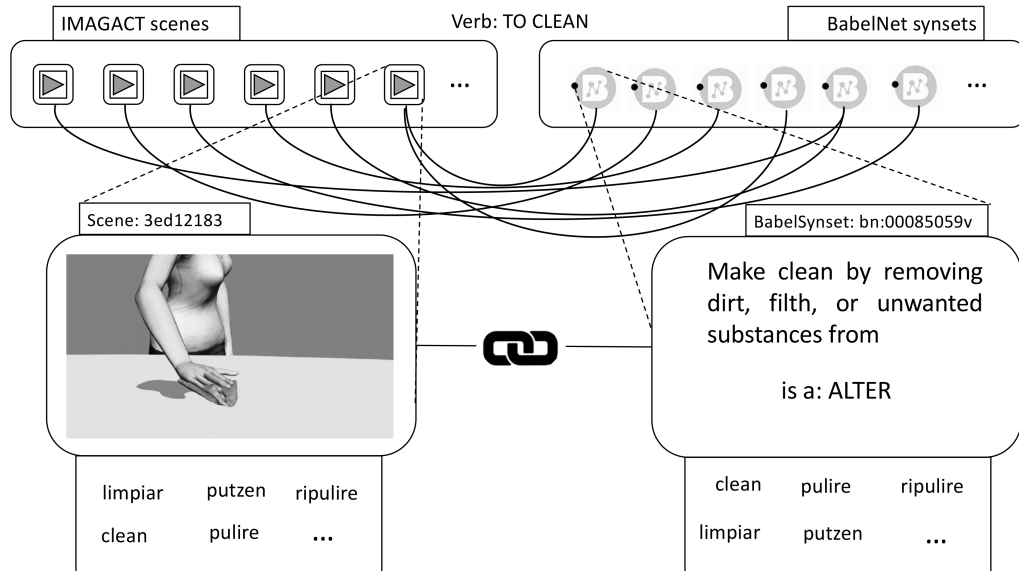 IMAGACT scenes
Verb: TO CLEAN
BabelNet synsets
...
...
Scene: 3ed12183
BabelSynset: bn:00085059v
Make clean by removing
dirt, filth, or unwanted
substances from
is a: ALTER
limpiar putzen ripulire
clean pulire ...
clean pulire ripulire
limpiar putzen ...